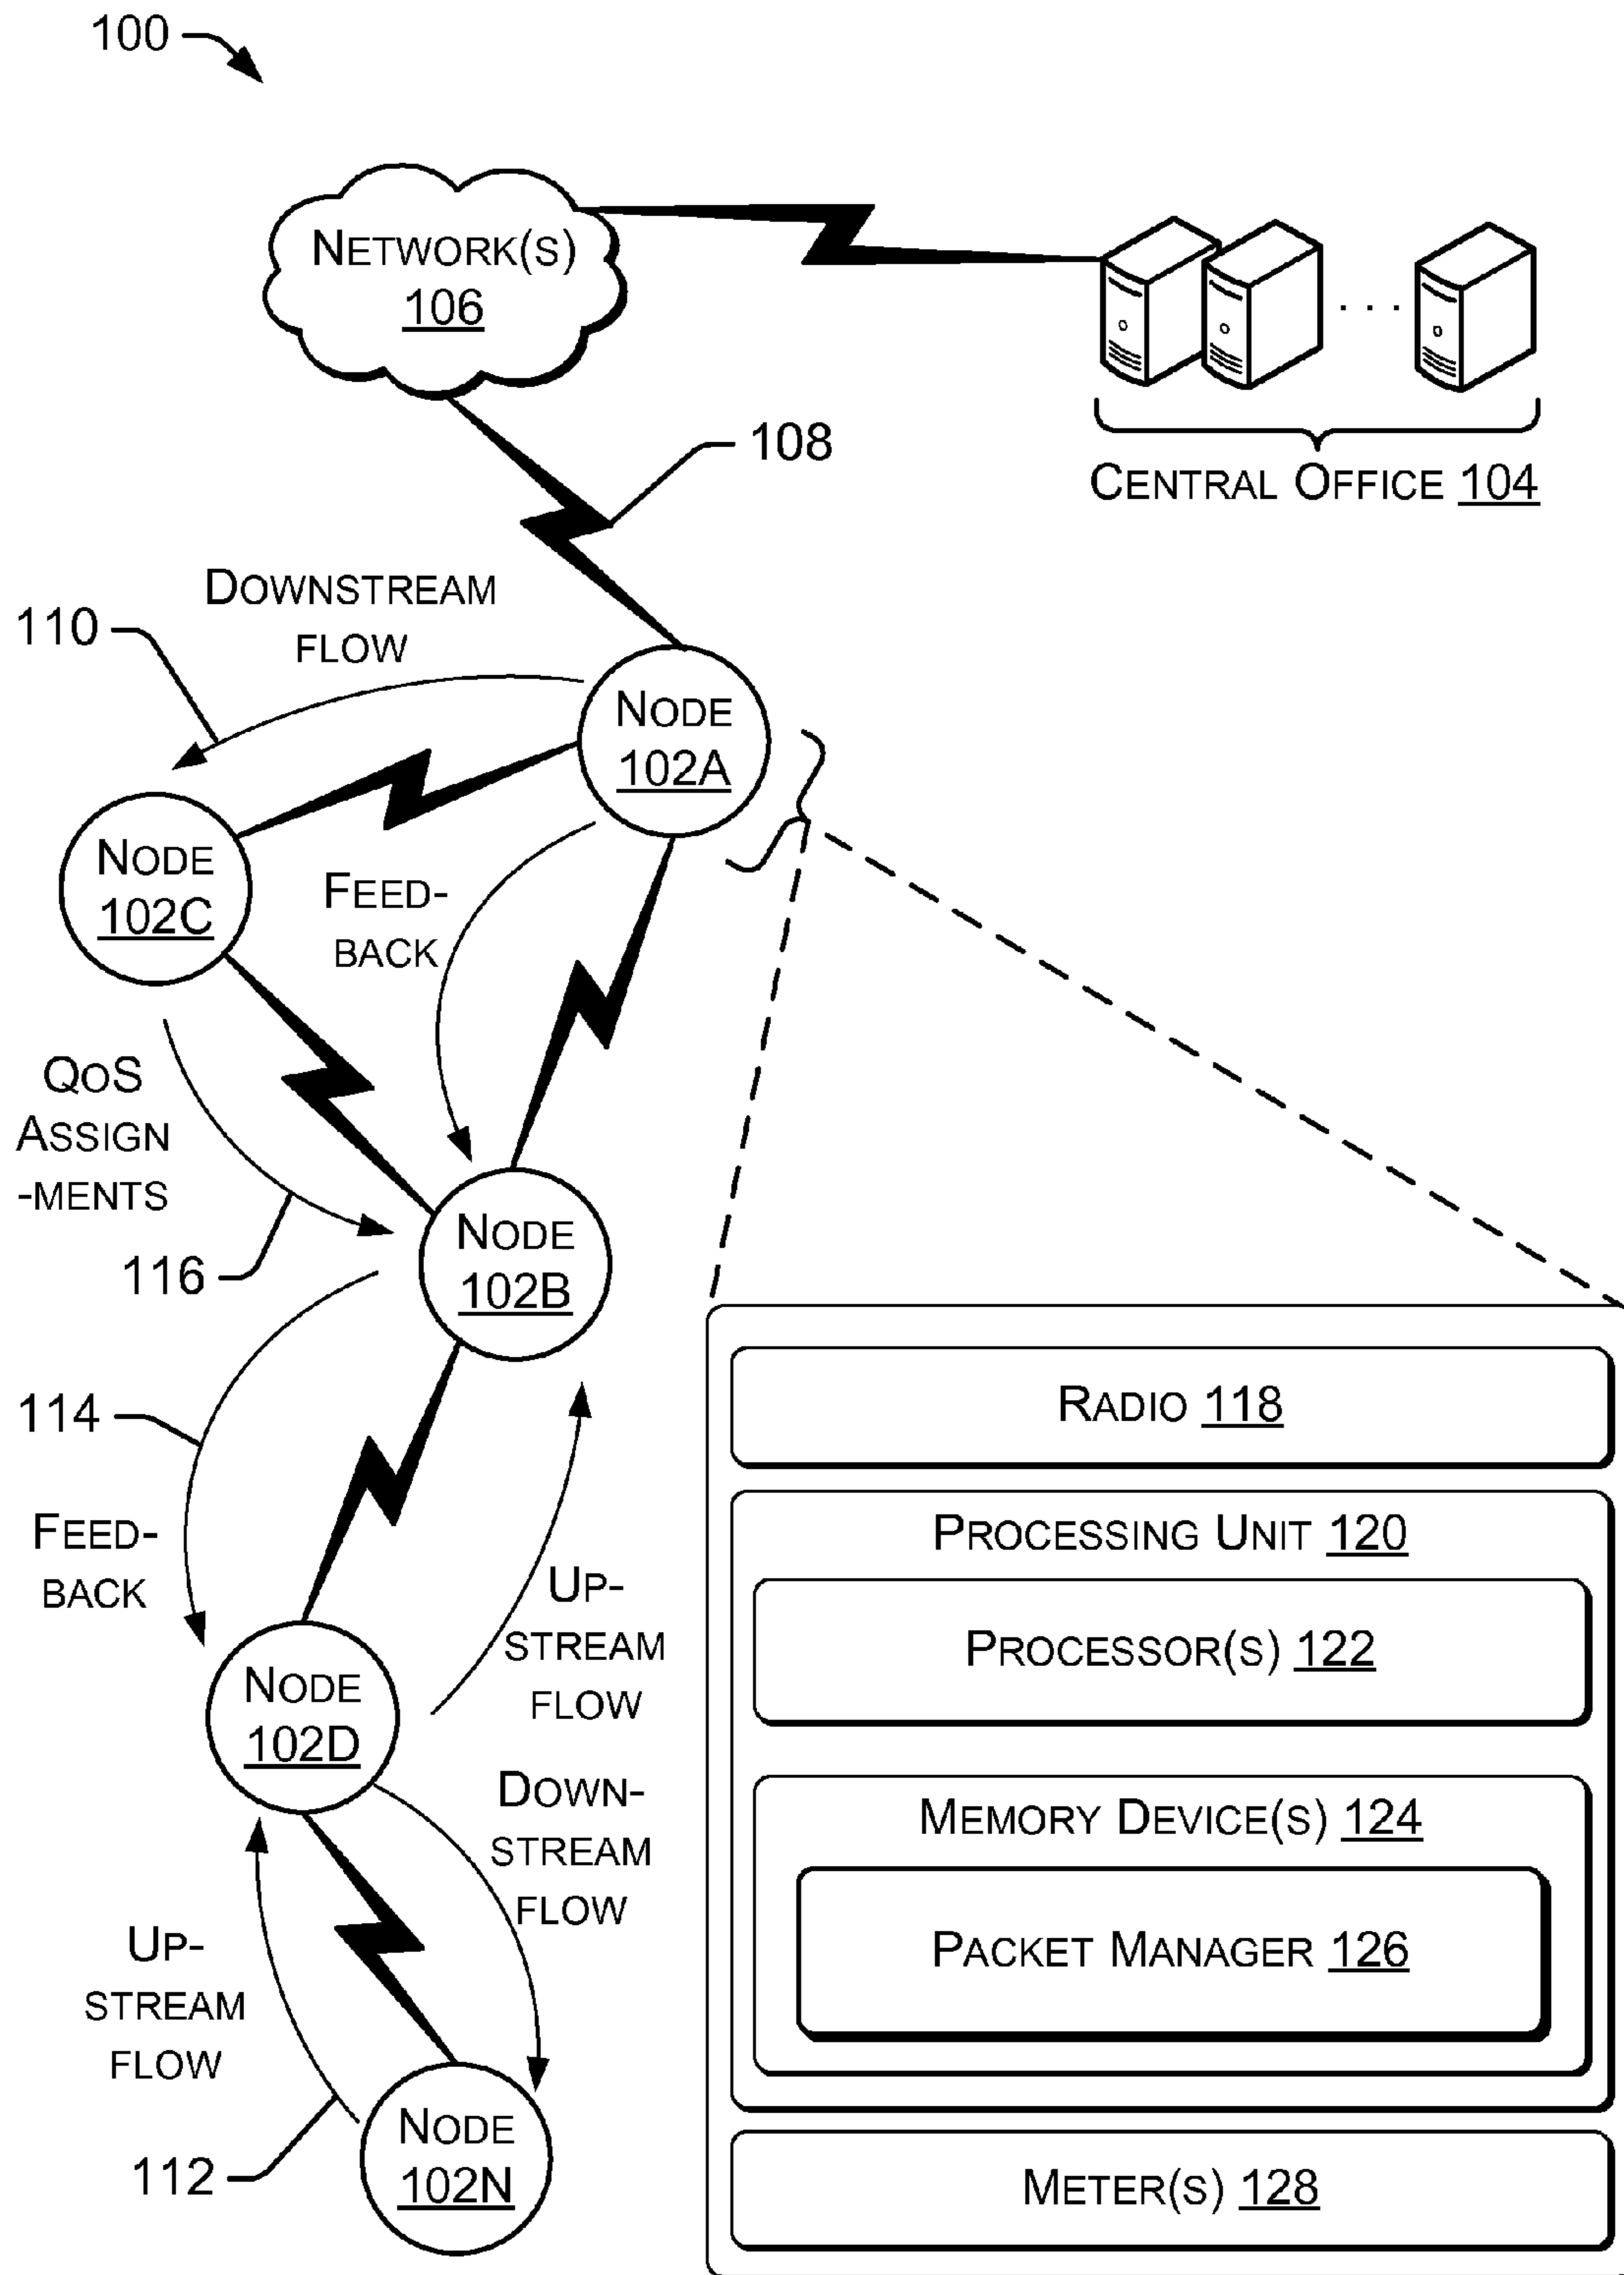 100
NETWORK(S)
106
. . .
CENTRAL OFFICE 104
108
DOWNSTREAM
FLOW
110
NODE
102A
NODE
102C
FEED-
BACK
QOS
ASSIGN
-MENTS
116
NODE
102B
114
FEED-
BACK
UP-
STREAM
FLOW
NODE
102D
DOWN-
STREAM
FLOW
UP-
STREAM
FLOW
112
NODE
102N
RADIO 118
PROCESSING UNIT 120
PROCESSOR(S) 122
MEMORY DEVICE(S) 124
PACKET MANAGER 126
METER(S) 128